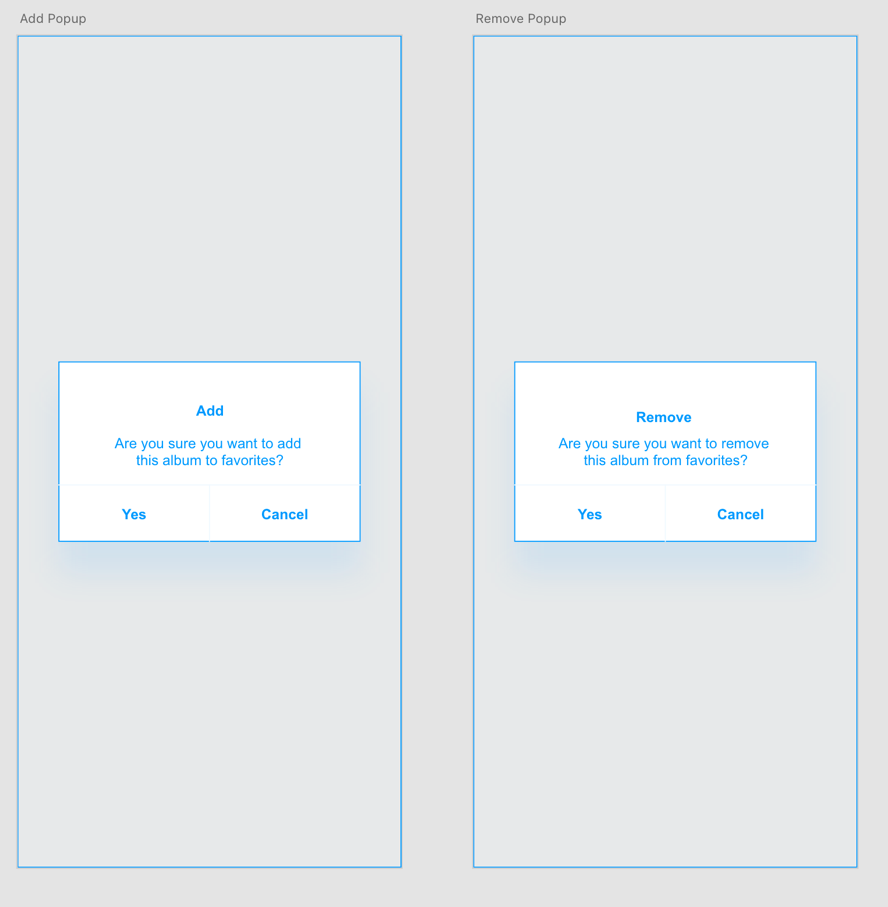 Add Popup
Add
Are you sure you want to add
this album to favorites?
Yes
Cancel
Remove Popup
Remove
Are you sure you want to remove
this album from favorites?
Yes
Cancel